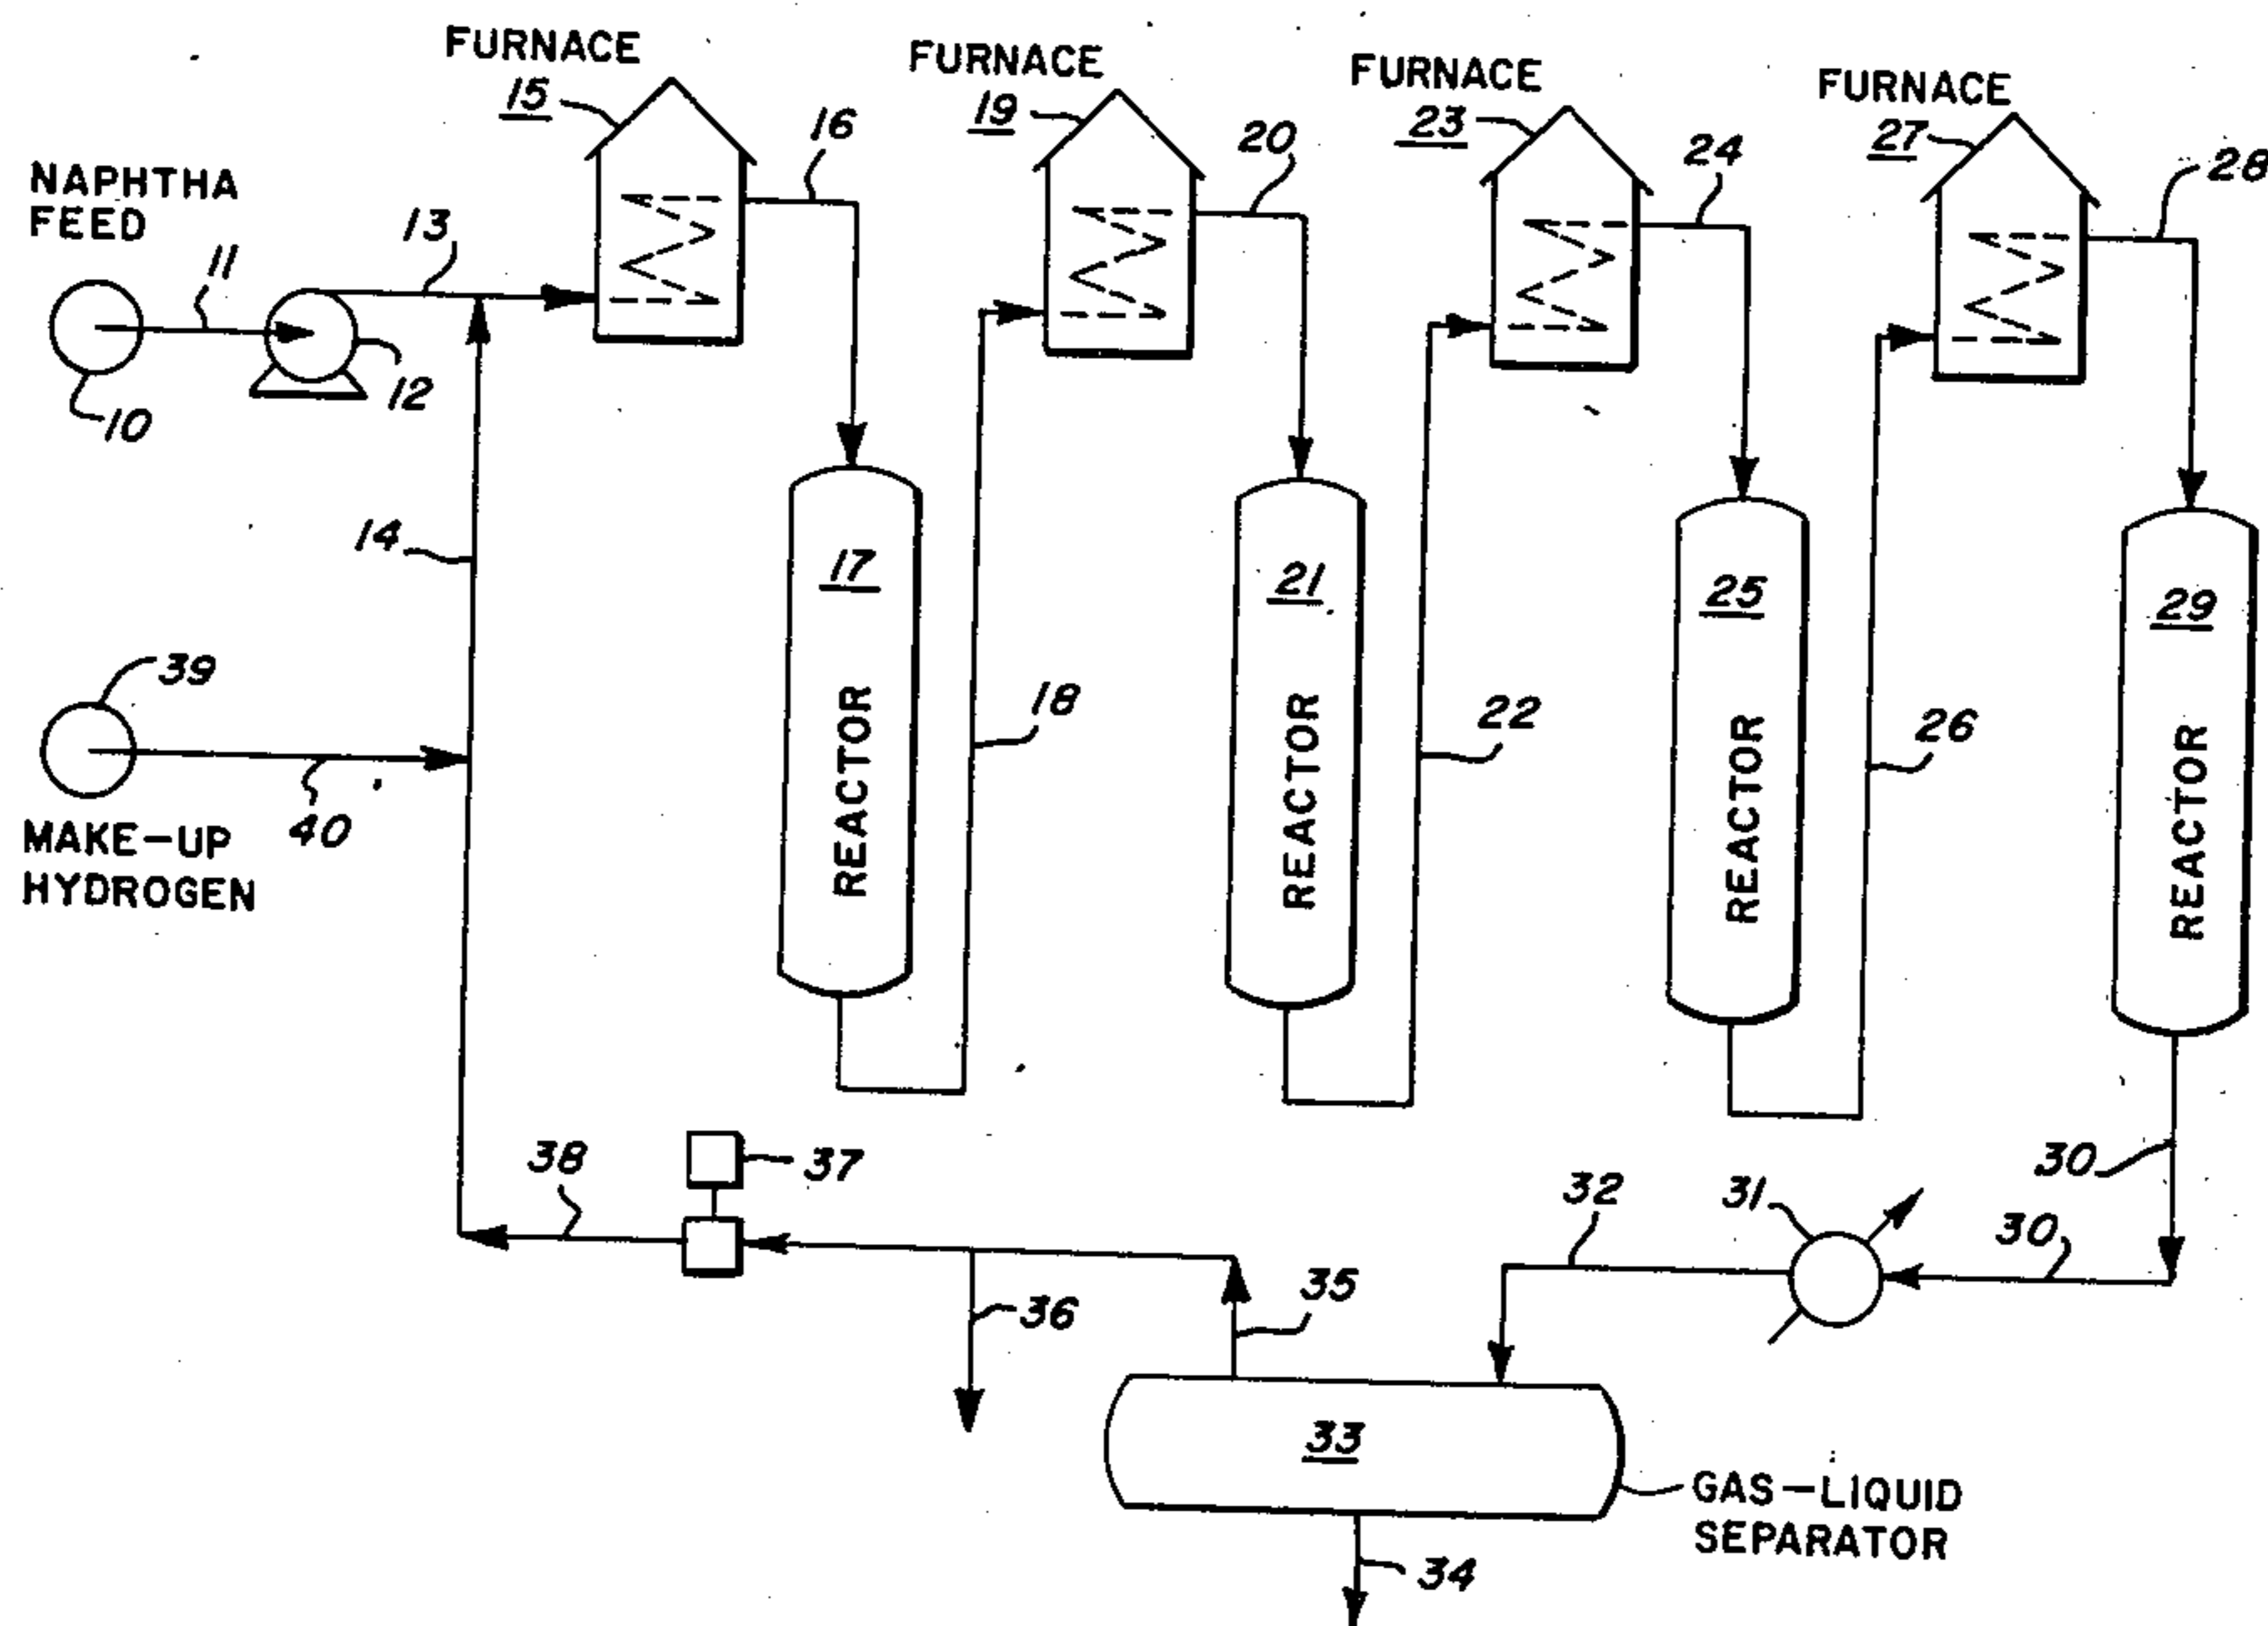 FURNACE
15
16
FURNACE
19
20
FURNACE
23
24
FURNACE
27
28
NAPHTHA
FEED
11
13
12
10
14
17
REACTOR
18
21
REACTOR
22
25
REACTOR
26
29
REACTOR
39
40
MAKE-UP
HYDROGEN
38
37
36
35
32
31
30
30
33
GAS-LIQUID
SEPARATOR
34